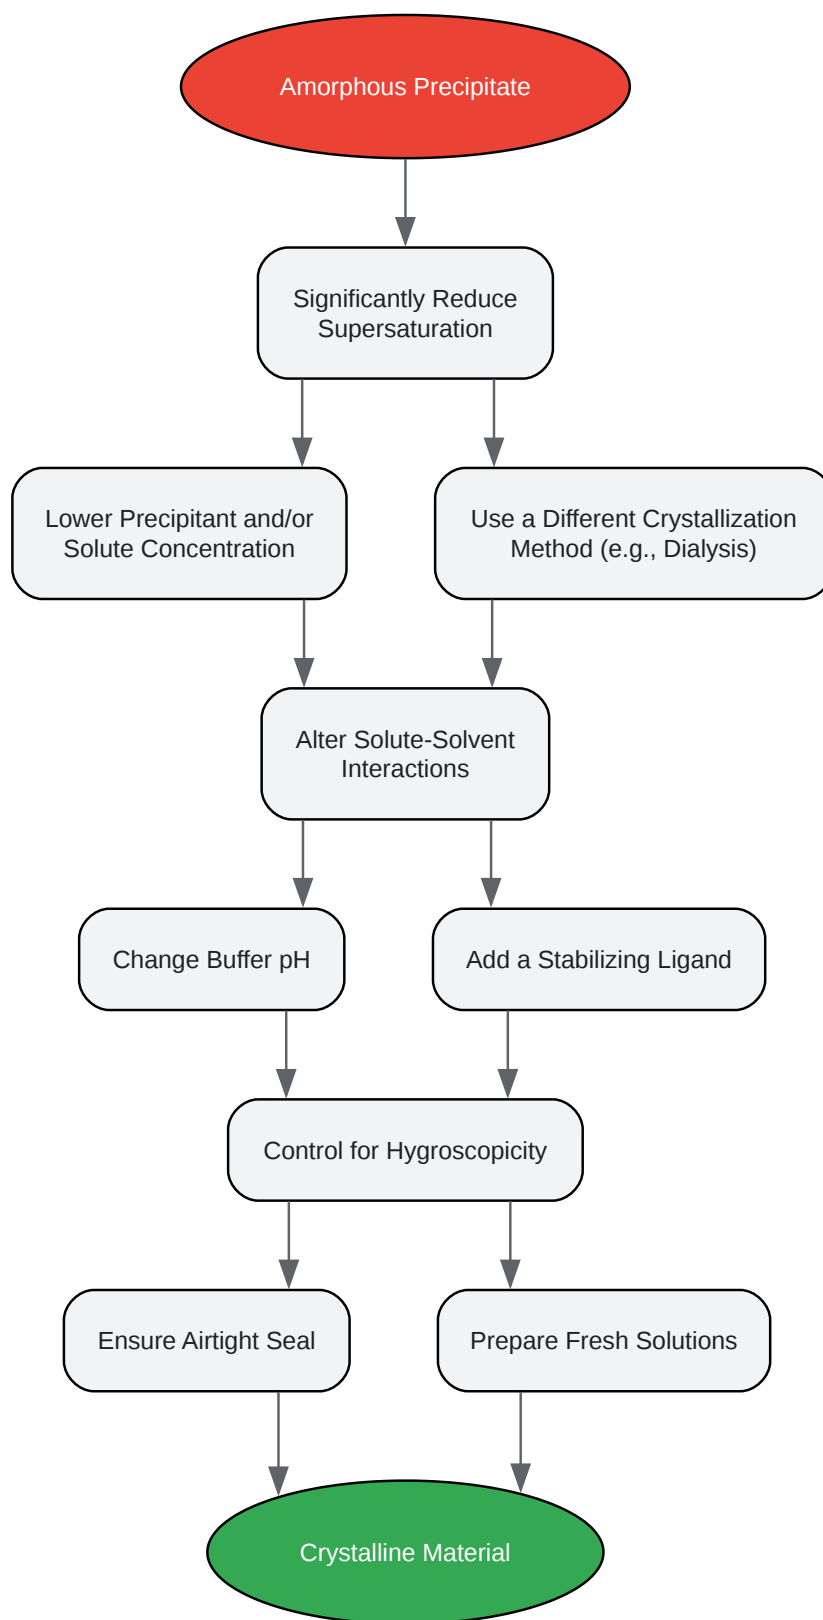 Amorphous Precipitate
Significantly Reduce
Supersaturation
Lower Precipitant and/or
Solute Concentration
Use a Different Crystallization
Method (e.g., Dialysis)
Alter Solute-Solvent
Interactions
Change Buffer pH
Add a Stabilizing Ligand
Control for Hygroscopicity
Ensure Airtight Seal
Prepare Fresh Solutions
Crystalline Material